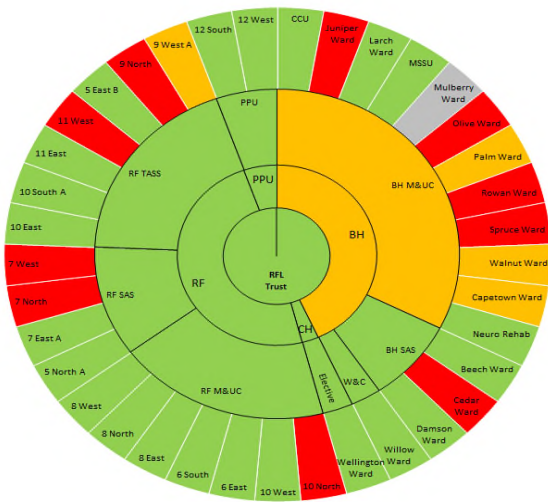 RFL
Trust
BH
CH
RF
PPU
BH M&UC
BH SAS
W&C
Elective
RF M&UC
RF SAS
RF TASS
PPU
CCU
Juniper
Ward
Larch
Ward
MSSU
Mulberry
Ward
Olive Ward
Palm Ward
Rowan Ward
Spruce Ward
Walnut Ward
Capetown Ward
Neuro Rehab
Beech Ward
Cedar
Ward
Damson
Ward
Willow
Ward
Wellington
Ward
10 North
10 West
6 East
6 South
8 East
8 North
8 West
5 North A
7 East A
7 North
7 West
10 East
10 South A
11 East
11 West
5 East B
9 North
9 West A
12 South
12 West